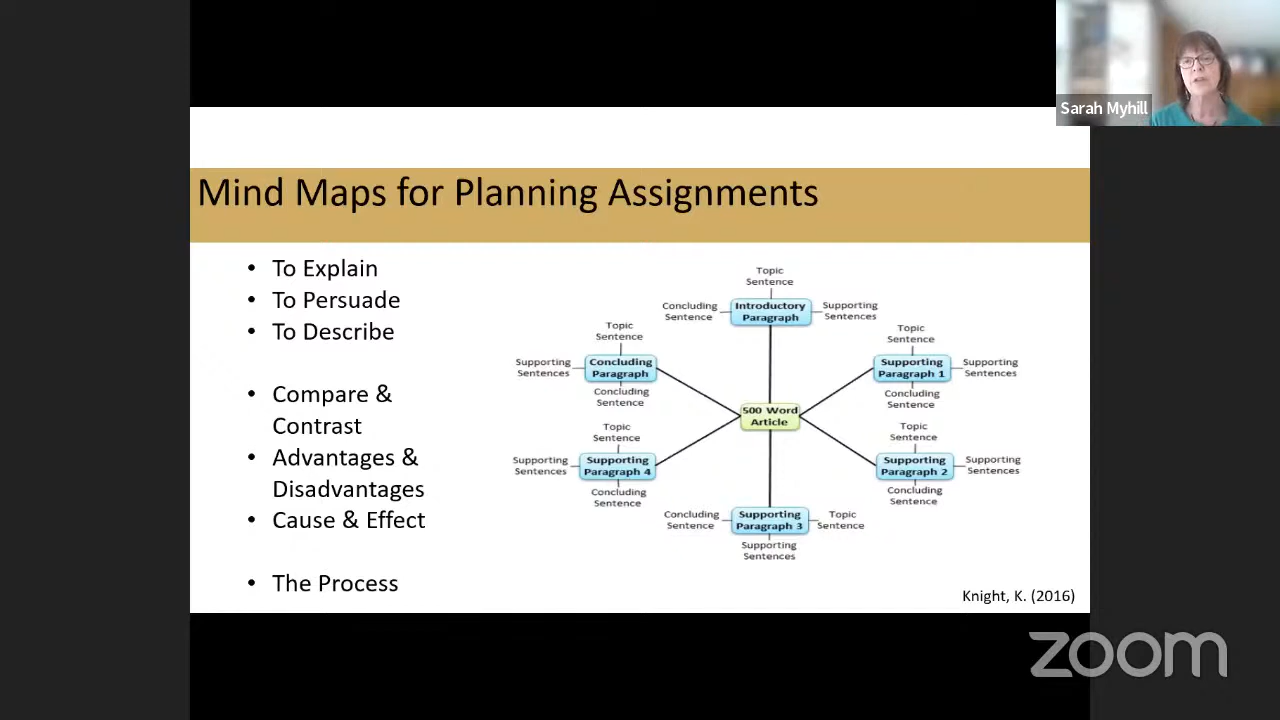 Sarah Myhill
Mind Maps for Planning Assignments
• To Explain
• To Persuade
• To Describe
• Compare &
Contrast
• Advantages &
Disadvantages
• Cause & Effect
• The Process
Topic
Sentence
Concluding
Sentence
Introductory
Paragraph
Supporting
Sentences
Topic
Sentence
Supporting
Sentences
Concluding
Paragraph
Concluding
Sentence
Topic
Sentence
Supporting
Paragraph 1
Supporting
Sentences
Concluding
Sentence
500 Word
Article
Topic
Sentence
Supporting
Sentences
Supporting
Paragraph 4
Concluding
Sentence
Topic
Sentence
Supporting
Paragraph 2
Supporting
Sentences
Concluding
Sentence
Concluding
Sentence
Supporting
Paragraph 3
Topic
Sentence
Supporting
Sentences
Knight, K. (2016)
zoom